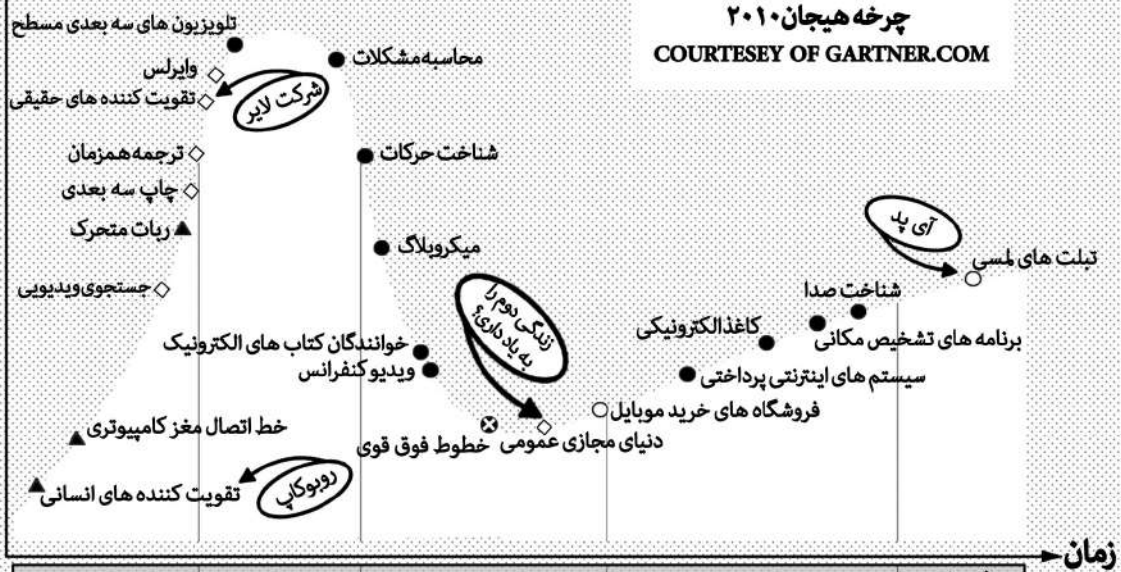 چرخه هیجان۲۰۱۰
COURTESEY OF GARTNER.COM
تلویزیون های سه بعدی مسطح
وایرلس
تقویت کننده های حقیقی
شرکت لایر
محاسبه مشکلات
ترجمه همزمان
شناخت حرکات
چاپ سه بعدی
ربات متحرک
میکروبلاگ
آی پد
تبلت های لمسی
جستجوی ویدیویی
زندگی دوم را
به یاد داری؟
شناخت صدا
برنامه های تشخیص مکانی
کاغذ الکترونیکی
خوانندگان کتاب های الکترونیک
ویدیو کنفرانس
سیستم های اینترنتی پرداختی
فروشگاه های خرید موبایل
خط اتصال مغز کامپیوتری
دنیای مجازی عمومی
خطوط فوق قوی
تقویت کننده های انسانی
روبوکاپ
زمان